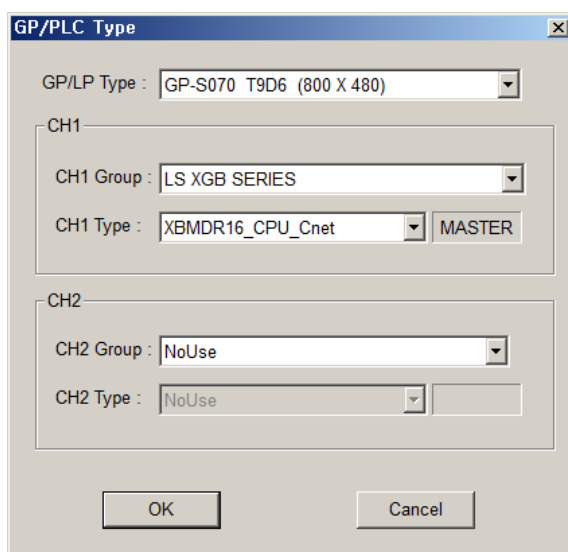 GP/PLC Type
GP/LP Type : GP-S070 T9D6 (800 X 480)
CH1
CH1 Group : LS XGB SERIES
CH1 Type : XBMDR16_CPU_Cnet MASTER
CH2
CH2 Group : NoUse
CH2 Type : NoUse
OK Cancel